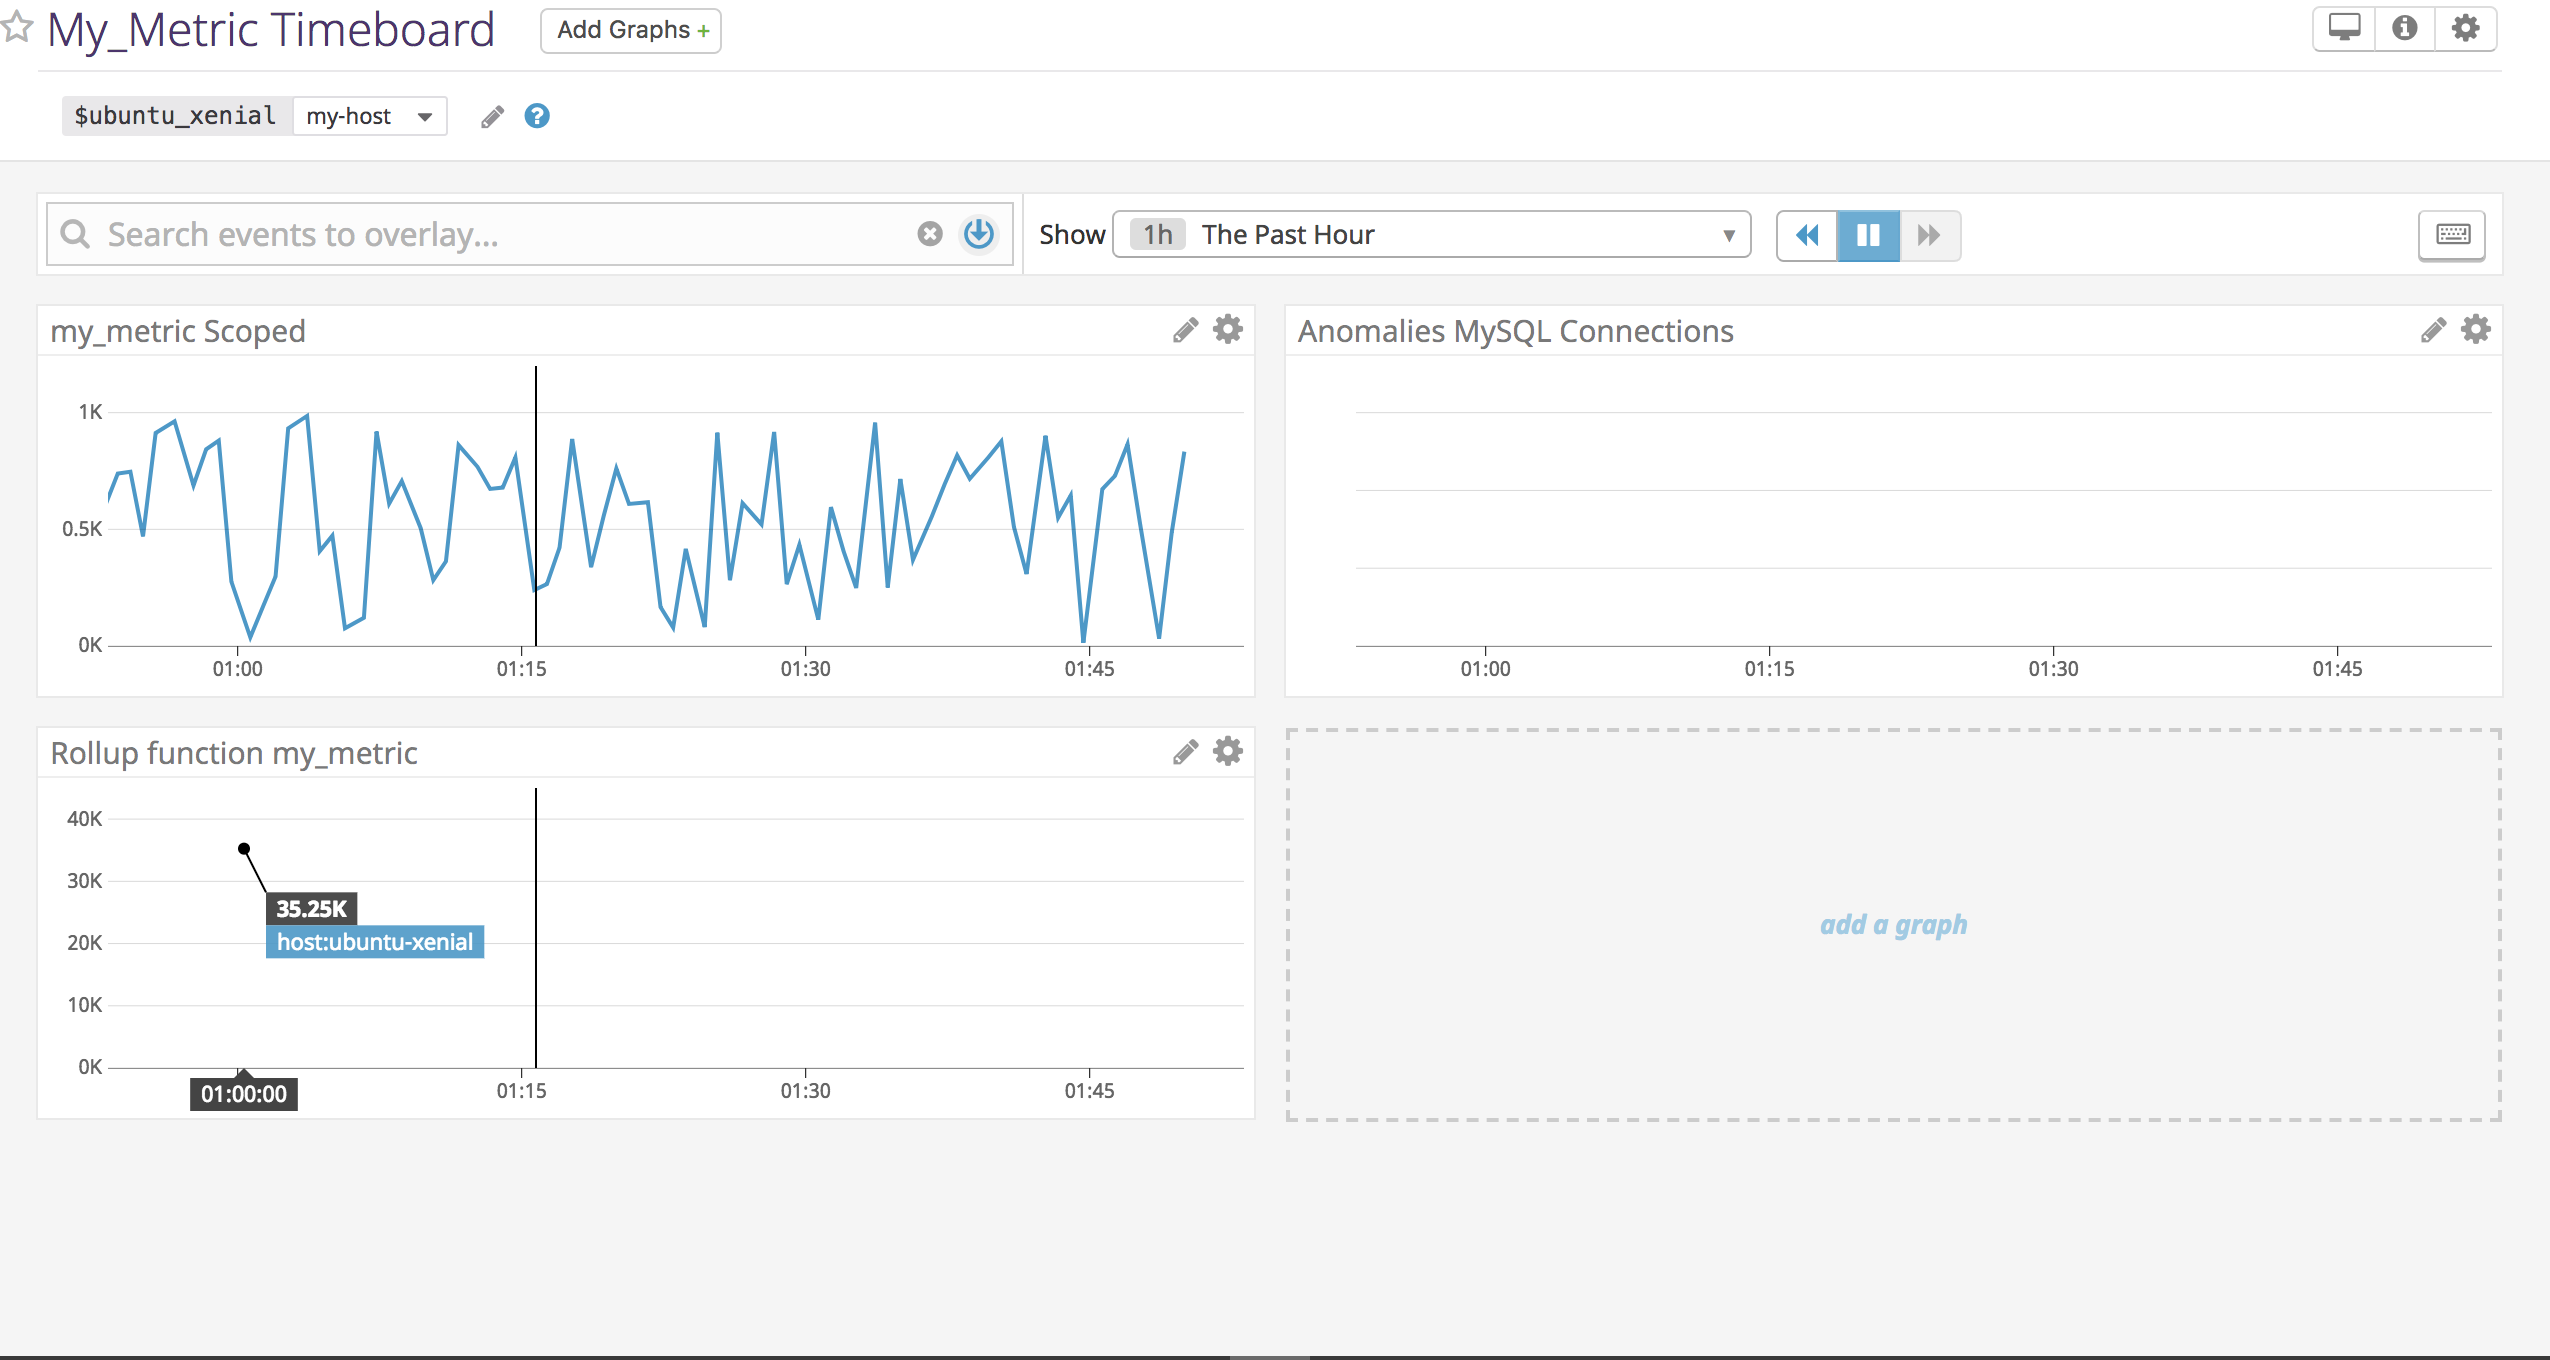 My_Metric Timeboard
Add Graphs +
$ubuntu_xenial my-host
?
Search events to overlay...
Show 1h The Past Hour
my_metric Scoped
1K
0.5K
0K
01:00 01:15 01:30 01:45
Anomalies MySQL Connections
01:00 01:15 01:30 01:45
Rollup function my_metric
40K
30K
20K
10K
0K
35.25K
host:ubuntu-xenial
01:00:00 01:15 01:30 01:45
add a graph